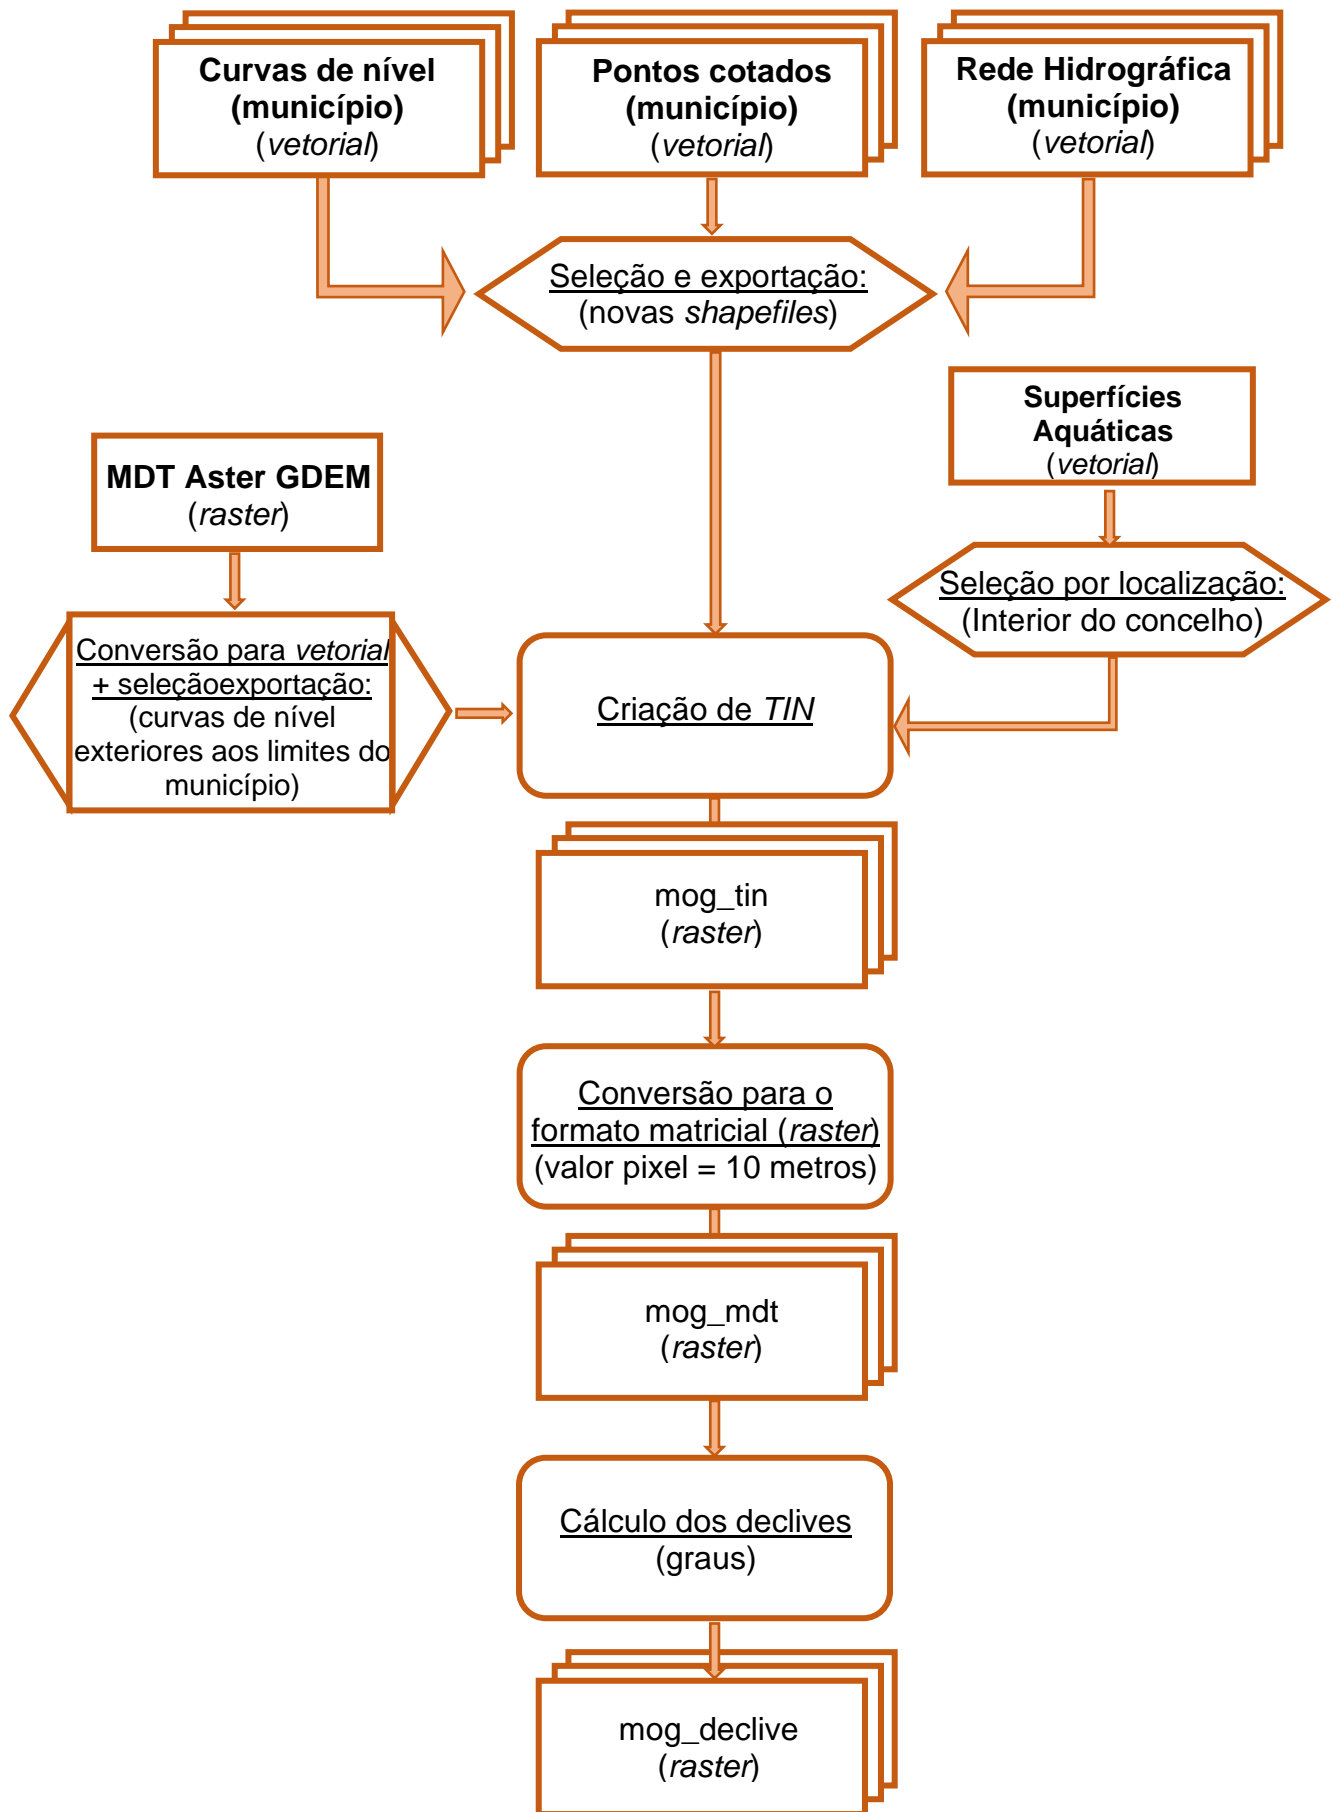 Curvas de nível
(município)
(vetorial)
Pontos cotados
(município)
(vetorial)
Rede Hidrográfica
(município)
(vetorial)
Seleção e exportação:
(novas shapefiles)
Superfícies
Aquáticas
(vetorial)
MDT Aster GDEM
(raster)
Seleção por localização:
(Interior do concelho)
Conversão para vetorial
+ seleçãoexportação:
(curvas de nível
exteriores aos limites do
município)
Criação de TIN
mog_tin
(raster)
Conversão para o
formato matricial (raster)
(valor pixel = 10 metros)
mog_mdt
(raster)
Cálculo dos declives
(graus)
mog_declive
(raster)